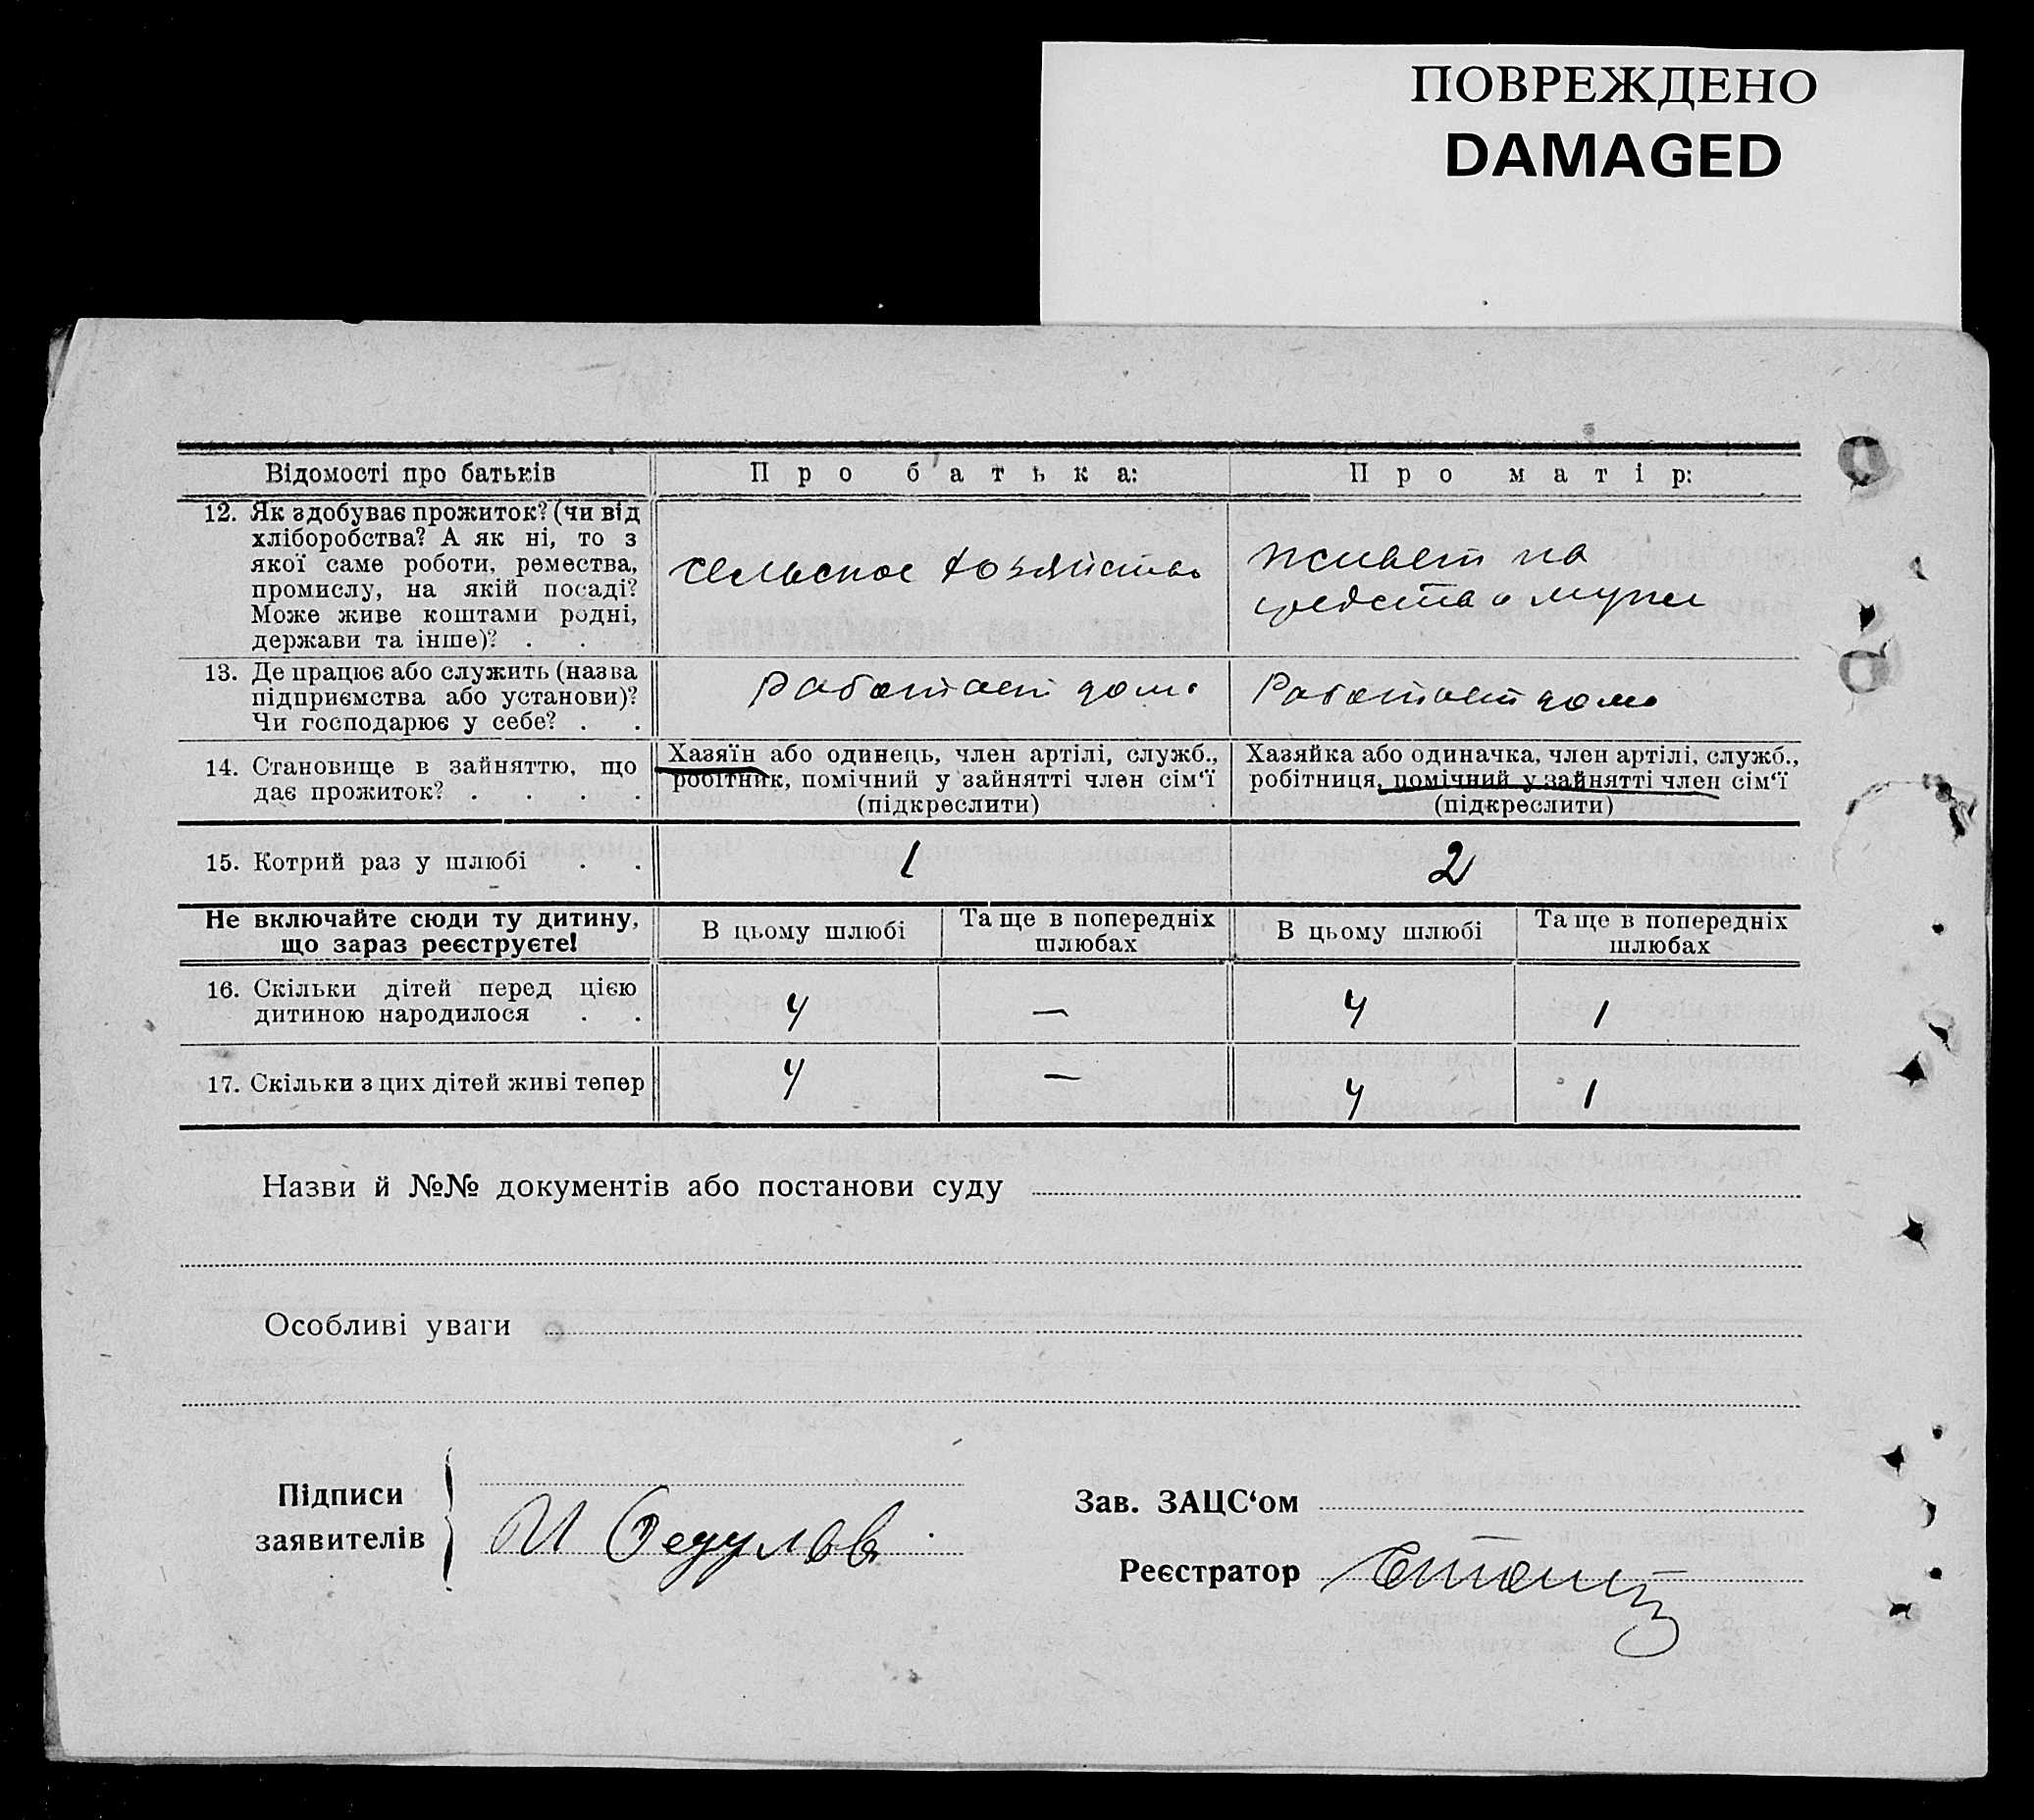 ПОВРЕЖДЕНО
DAMAGED
Відомості про батьків
Про батька:
Про матір:
12. Як здобуває прожиток? (чи від
хліборобства? А як ні, то з
якої саме роботи, ремества,
промислу, на якій посаді?
Може живе коштами родні,
держави та інше)? . .
сельское хозяйство
живет на
средства мужа
13. Де працює або служить (назва
підприємства або установи)?
Чи господарює у себе? . .
Работает дома
Работает дома
14. Становище в зайняттю, що
дає прожиток? . . . .
Хазяїн або одинець, член артілі, служб.,
робітник, помічний у зайнятті член сім‘ї
(підкреслити)
Хазяйка або одиначка, член артілі, служб.,
робітниця, помічний у зайнятті член сім‘ї
(підкреслити)
15. Котрий раз у шлюбі . .
1
2
Не включайте сюди ту дитину,
що зараз реєструєте!
В цьому шлюбі
Та ще в попередніх
шлюбах
В цьому шлюбі
Та ще в попередніх
шлюбах
16. Скільки дітей перед цією
дитиною народилося . .
4
—
4
1
17. Скільки з цих дітей живі тепер
4
—
4
1
Назви й №№ документів або постанови суду
Особливі уваги
Підписи
заявителів
Зав. ЗАЦС‘ом
Реєстратор